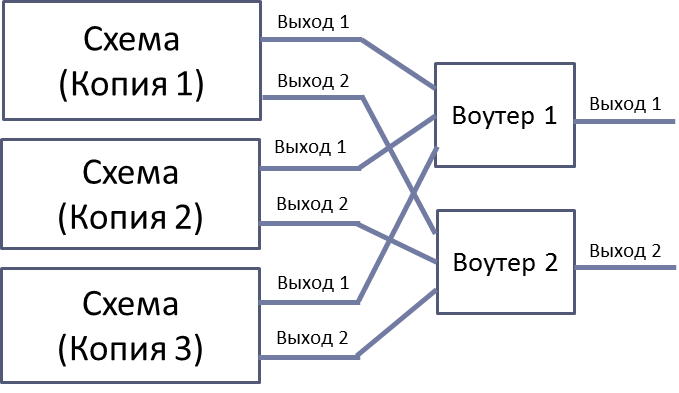 Схема
(Копия 1)
Выход 1
Выход 2
Схема
(Копия 2)
Выход 1
Выход 2
Схема
(Копия 3)
Выход 1
Выход 2
Воутер 1
Выход 1
Воутер 2
Выход 2